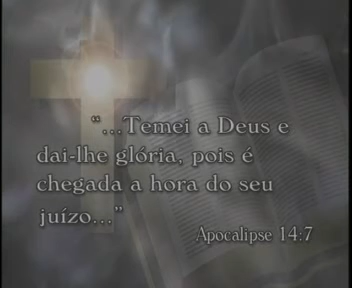 “...Temei a Deus e
dai-lhe glória, pois é
chegada a hora do seu
juízo...”
Apocalipse 14:7